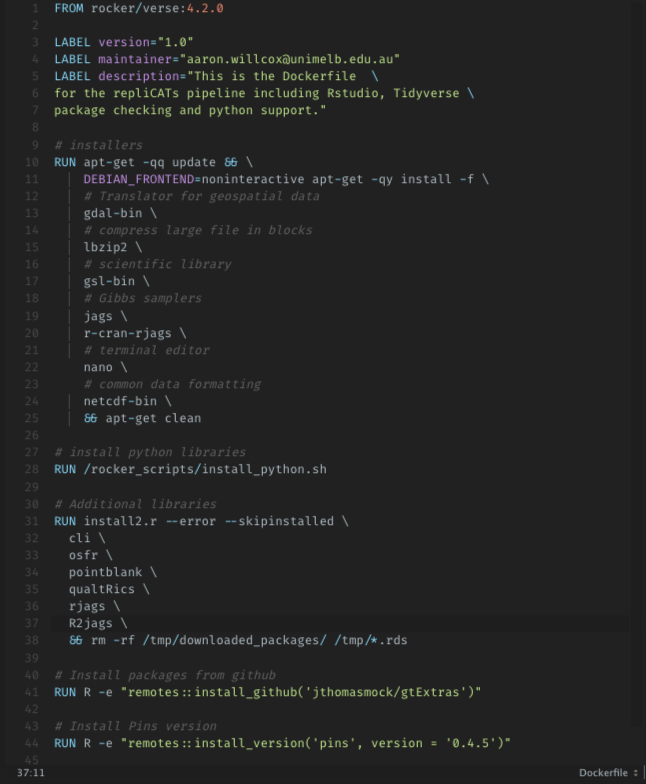 1 FROM rocker/verse:4.2.0
2
3 LABEL version="1.0"
4 LABEL maintainer="aaron.willcox@unimelb.edu.au"
5 LABEL description="This is the Dockerfile  \
6 for the repliCATs pipeline including Rstudio, Tidyverse \
7 package checking and python support."
8
9 # installers
10 RUN apt-get -qq update && \
11     DEBIAN_FRONTEND=noninteractive apt-get -qy install -f \
12     # Translator for geospatial data
13     gdal-bin \
14     # compress large file in blocks
15     lbzip2 \
16     # scientific library
17     gsl-bin \
18     # Gibbs samplers
19     jags \
20     r-cran-rjags \
21     # terminal editor
22     nano \
23     # common data formatting
24     netcdf-bin \
25     && apt-get clean
26
27 # install python libraries
28 RUN /rocker_scripts/install_python.sh
29
30 # Additional libraries
31 RUN install2.r --error --skipinstalled \
32   cli \
33   osfr \
34   pointblank \
35   qualtRics \
36   rjags \
37   R2jags \
38   && rm -rf /tmp/downloaded_packages/ /tmp/*.rds
39
40 # Install packages from github
41 RUN R -e "remotes::install_github('jthomasmock/gtExtras')"
42
43 # Install Pins version
44 RUN R -e "remotes::install_version('pins', version = '0.4.5')"
45
37:11 Dockerfile